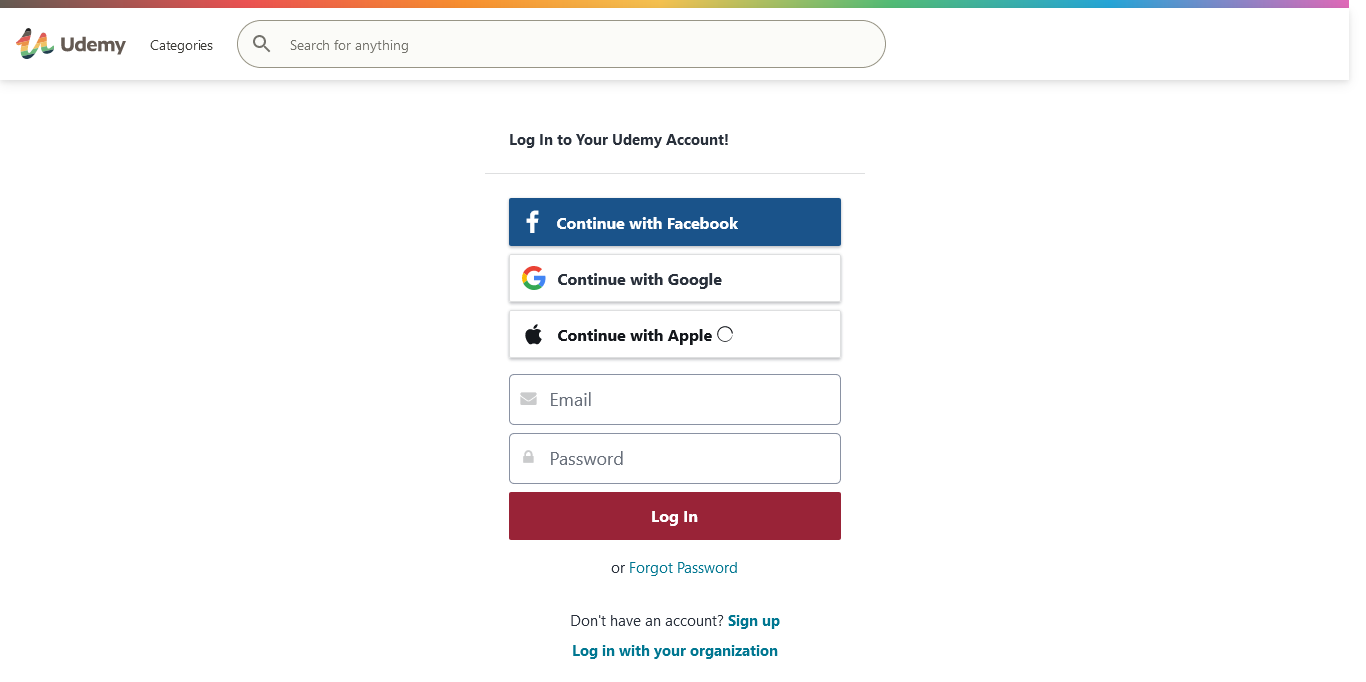 Udemy Categories Search for anything
Log In to Your Udemy Account!
Continue with Facebook
Continue with Google
Continue with Apple
Email
Password
Log In
or Forgot Password
Don't have an account? Sign up
Log in with your organization